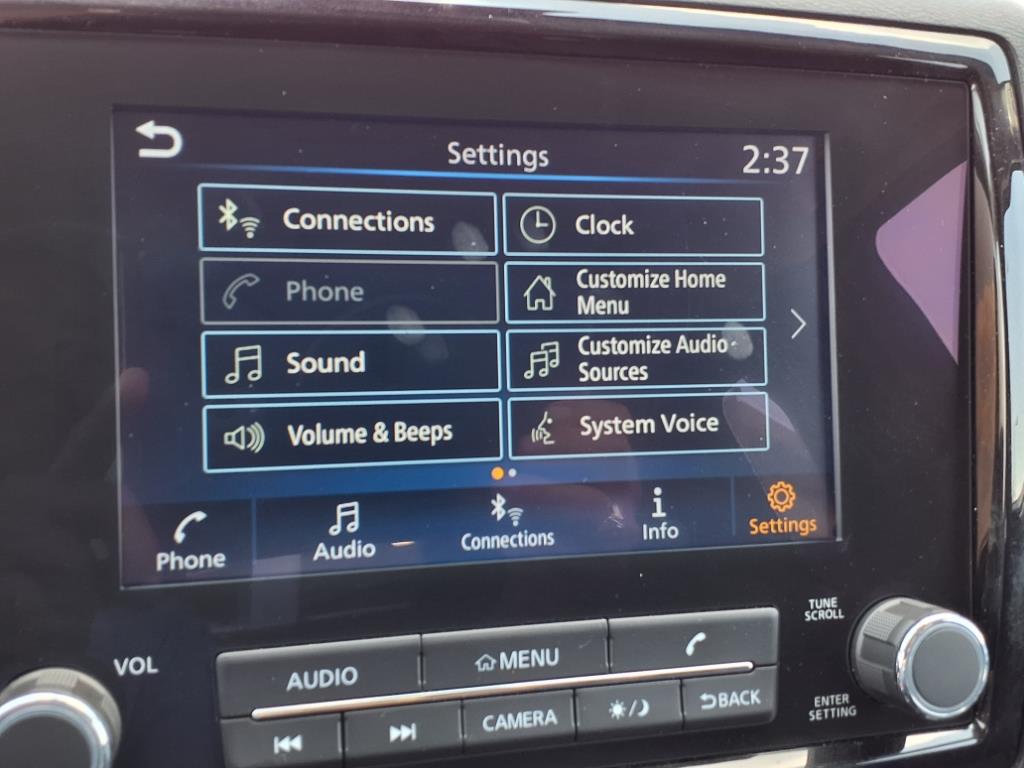 Settings
2:37
Connections
Clock
Phone
Customize Home
Menu
Sound
Customize Audio
Sources
Volume & Beeps
System Voice
Phone
Audio
Connections
Info
Settings
VOL
TUNE
SCROLL
AUDIO
MENU
CAMERA
BACK
ENTER
SETTING